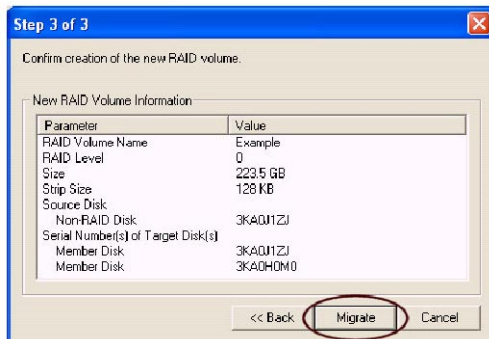 Step 3 of 3
Confirm creation of the new RAID volume.
New RAID Volume Information
Parameter Value
RAID Volume Name Example
RAID Level 0
Size 223.5 GB
Strip Size 128 KB
Source Disk
Non-RAID Disk 3KA0J1ZJ
Serial Number(s) of Target Disk(s)
Member Disk 3KA0J1ZJ
Member Disk 3KA0H0M0
<< Back Migrate Cancel